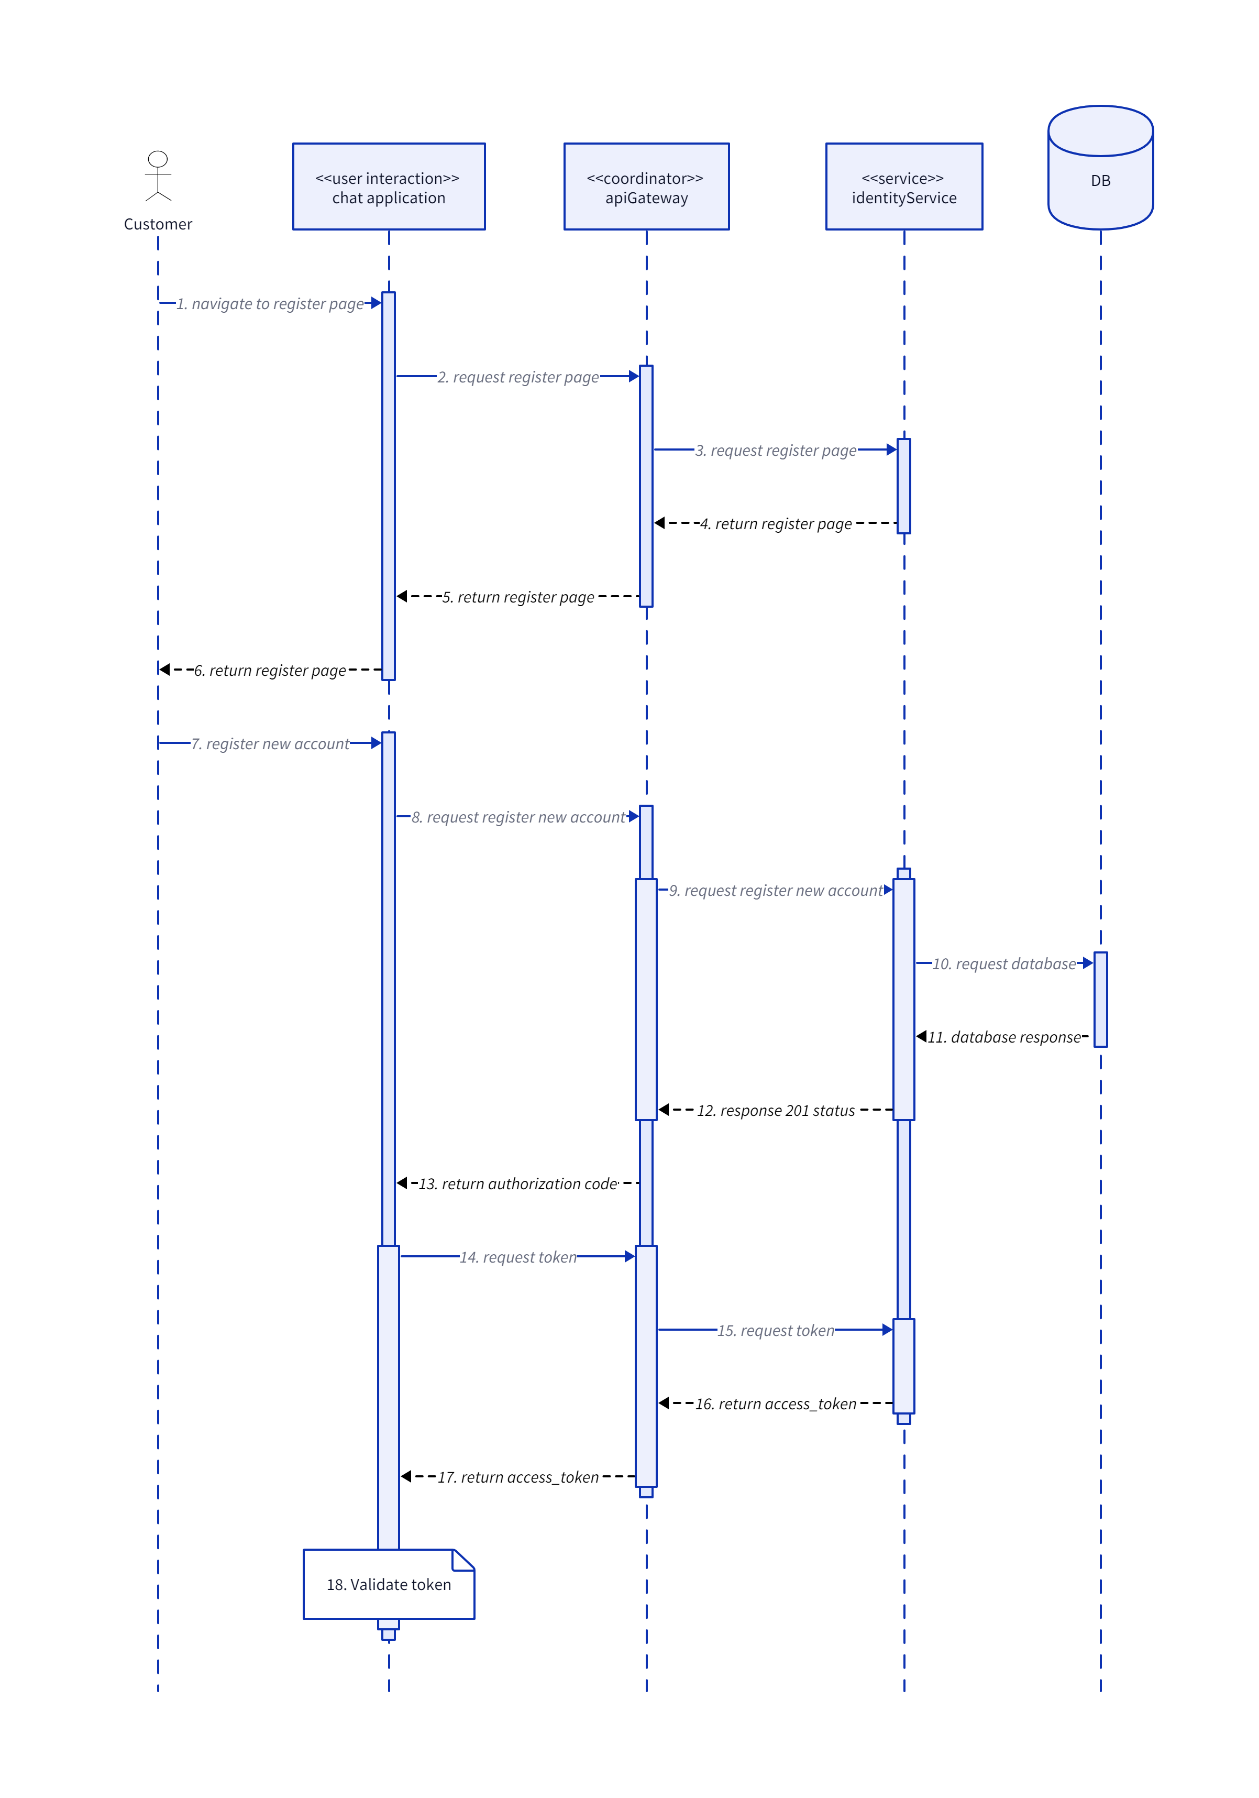 Customer
<<user interaction>>
chat application
<<coordinator>>
apiGateway
<<service>>
identityService
DB
1. navigate to register page
2. request register page
3. request register page
4. return register page
5. return register page
6. return register page
7. register new account
8. request register new account
9. request register new account
10. request database
11. database response
12. response 201 status
13. return authorization code
14. request token
15. request token
16. return access_token
17. return access_token
18. Validate token